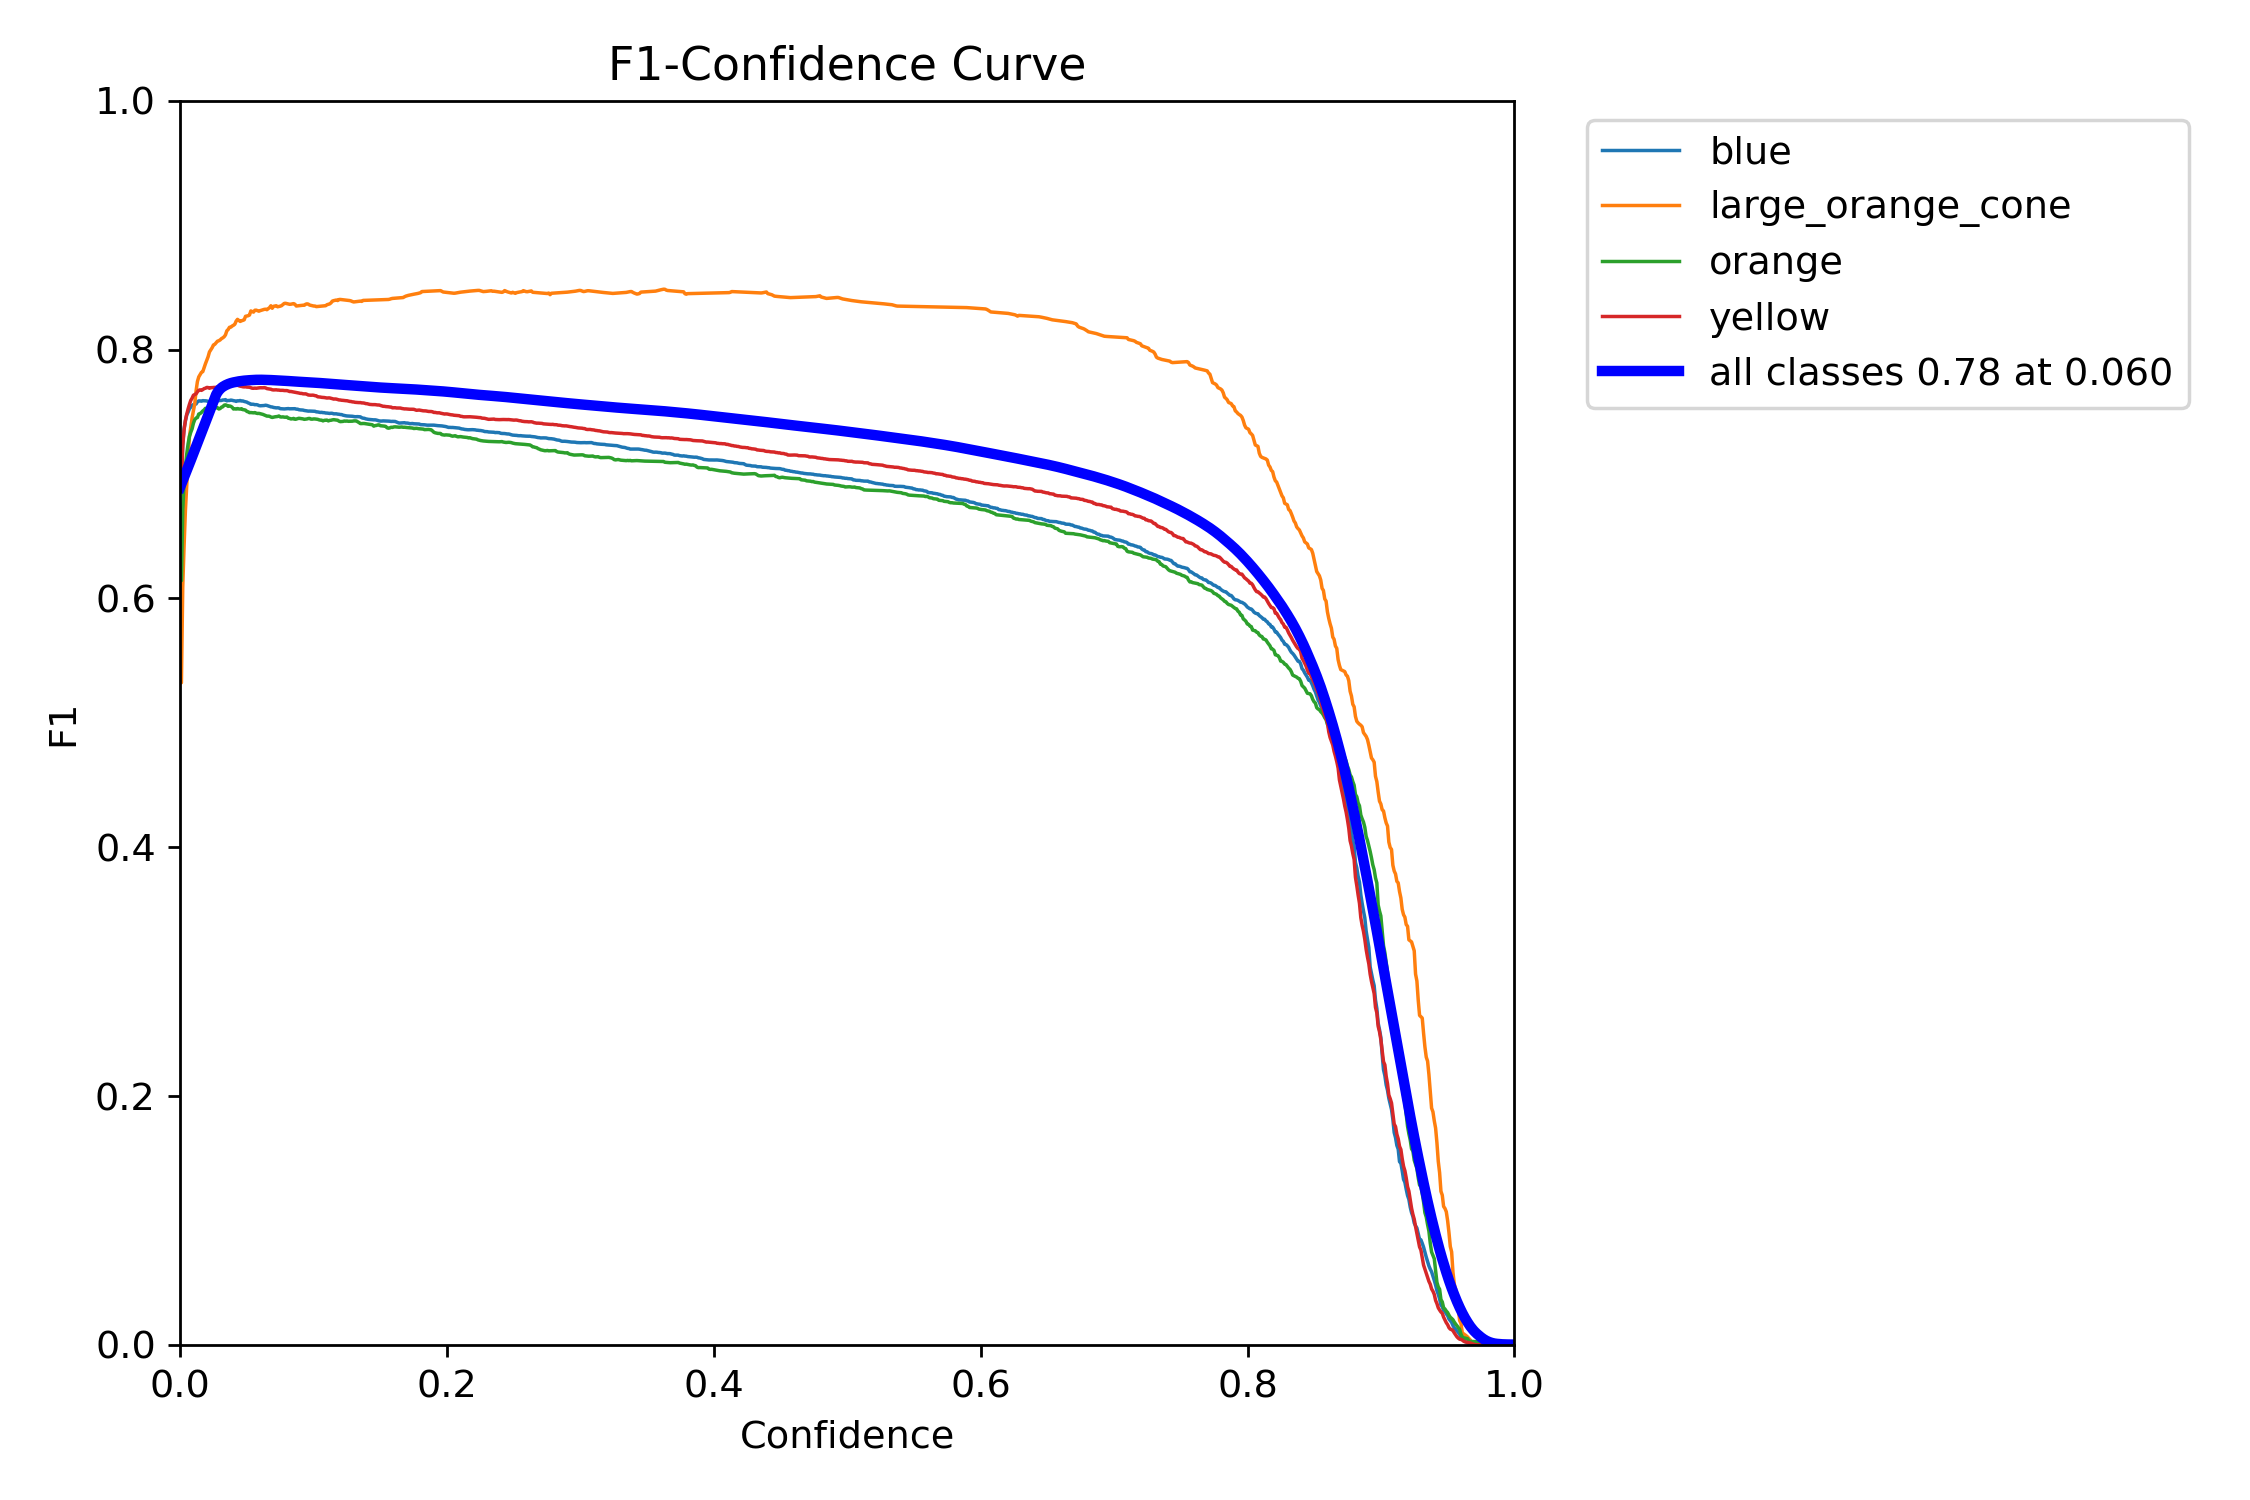 F1-Confidence Curve
1.0
0.8
0.6
0.4
0.2
0.0
F1
0.0 0.2 0.4 0.6 0.8 1.0
Confidence
blue
large_orange_cone
orange
yellow
all classes 0.78 at 0.060